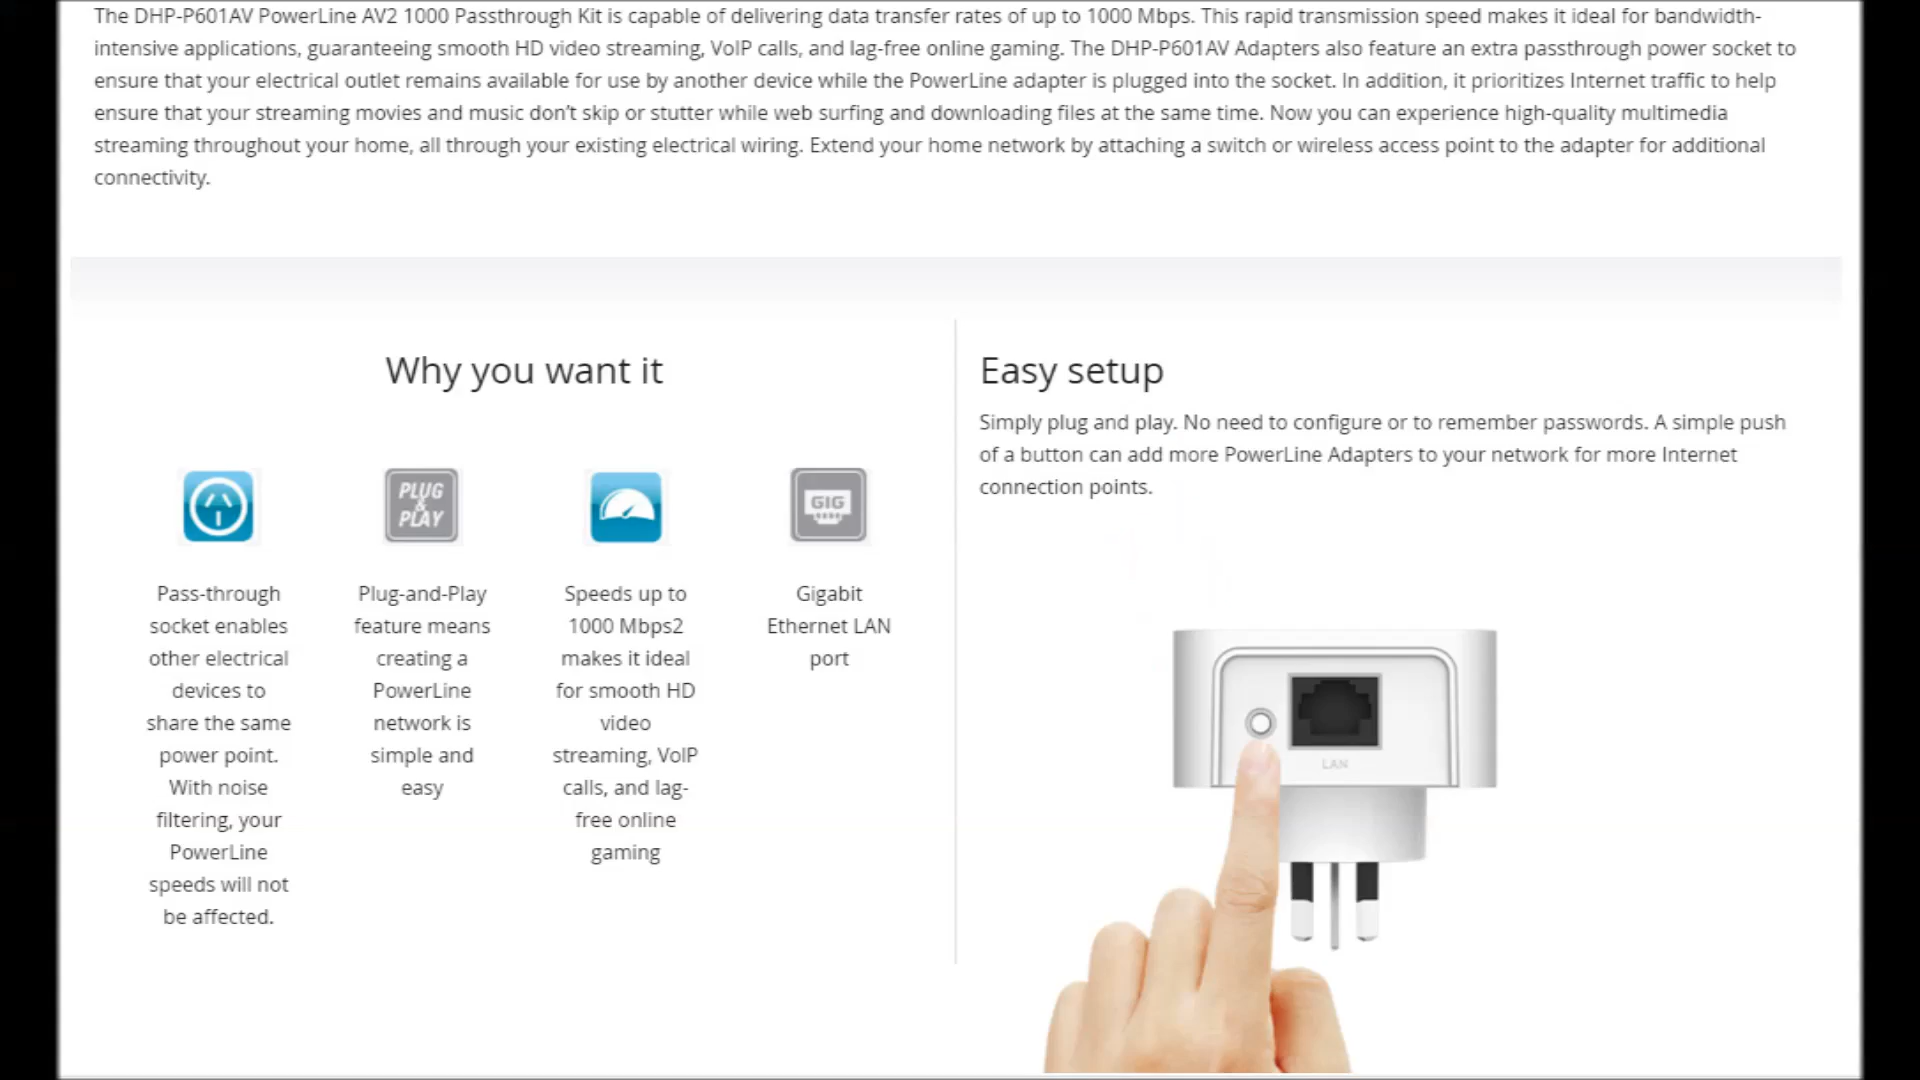 The DHP-P601AV PowerLine AV2 1000 Passthrough Kit is capable of delivering data transfer rates of up to 1000 Mbps. This rapid transmission speed makes it ideal for bandwidth-
intensive applications, guaranteeing smooth HD video streaming, VoIP calls, and lag-free online gaming. The DHP-P601AV Adapters also feature an extra passthrough power socket to
ensure that your electrical outlet remains available for use by another device while the PowerLine adapter is plugged into the socket. In addition, it prioritizes Internet traffic to help
ensure that your streaming movies and music don't skip or stutter while web surfing and downloading files at the same time. Now you can experience high-quality multimedia
streaming throughout your home, all through your existing electrical wiring. Extend your home network by attaching a switch or wireless access point to the adapter for additional
connectivity.
Why you want it
PLUG
&
PLAY
GIG
Pass-through
socket enables
other electrical
devices to
share the same
power point.
With noise
filtering, your
PowerLine
speeds will not
be affected.
Plug-and-Play
feature means
creating a
PowerLine
network is
simple and
easy
Speeds up to
1000 Mbps2
makes it ideal
for smooth HD
video
streaming, VoIP
calls, and lag-
free online
gaming
Gigabit
Ethernet LAN
port
Easy setup
Simply plug and play. No need to configure or to remember passwords. A simple push
of a button can add more PowerLine Adapters to your network for more Internet
connection points.
LAN